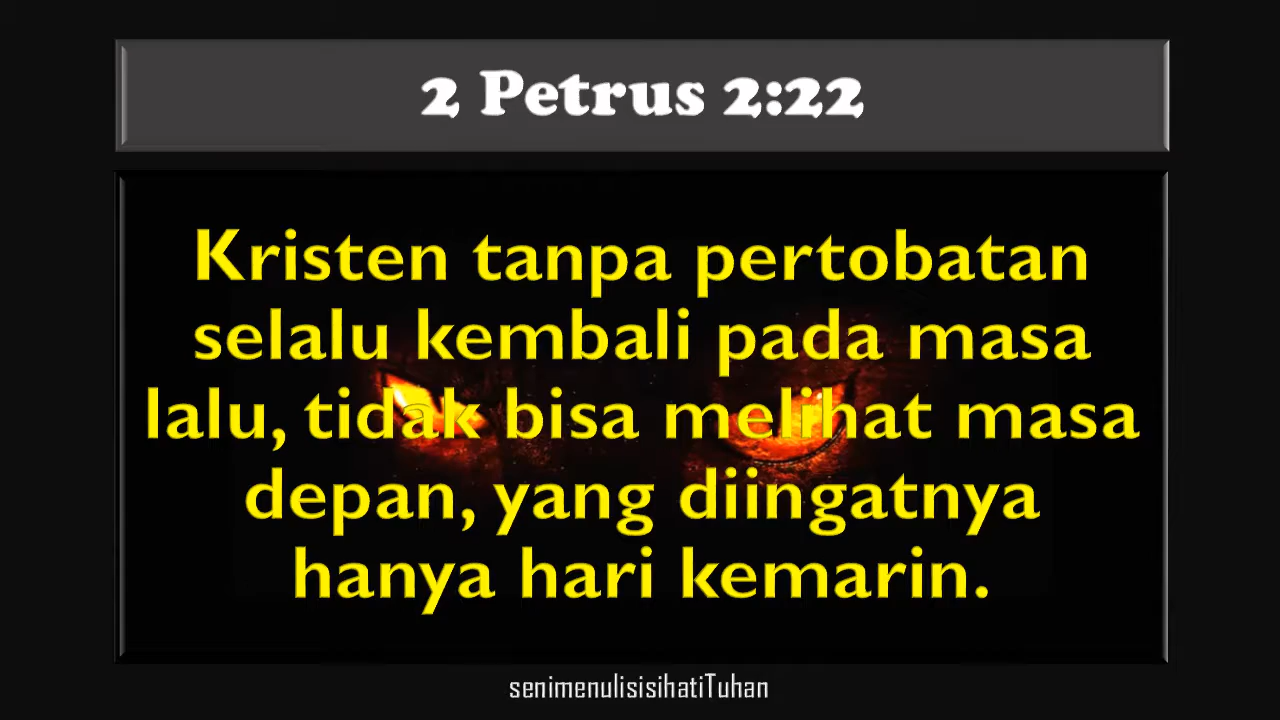 2 Petrus 2:22
Kristen tanpa pertobatan
selalu kembali pada masa
lalu, tidak bisa melihat masa
depan, yang diingatnya
hanya hari kemarin.
senimenulisisihatiTuhan